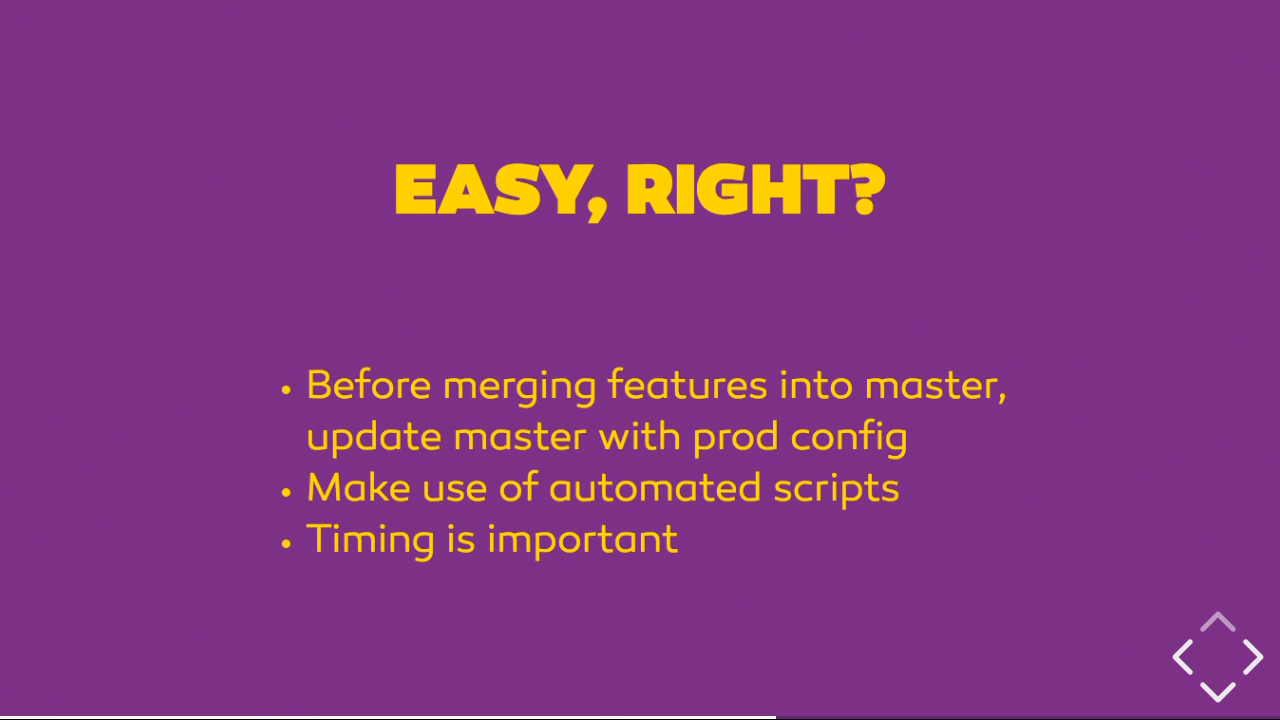 EASY, RIGHT?
• Before merging features into master,
update master with prod config
• Make use of automated scripts
• Timing is important